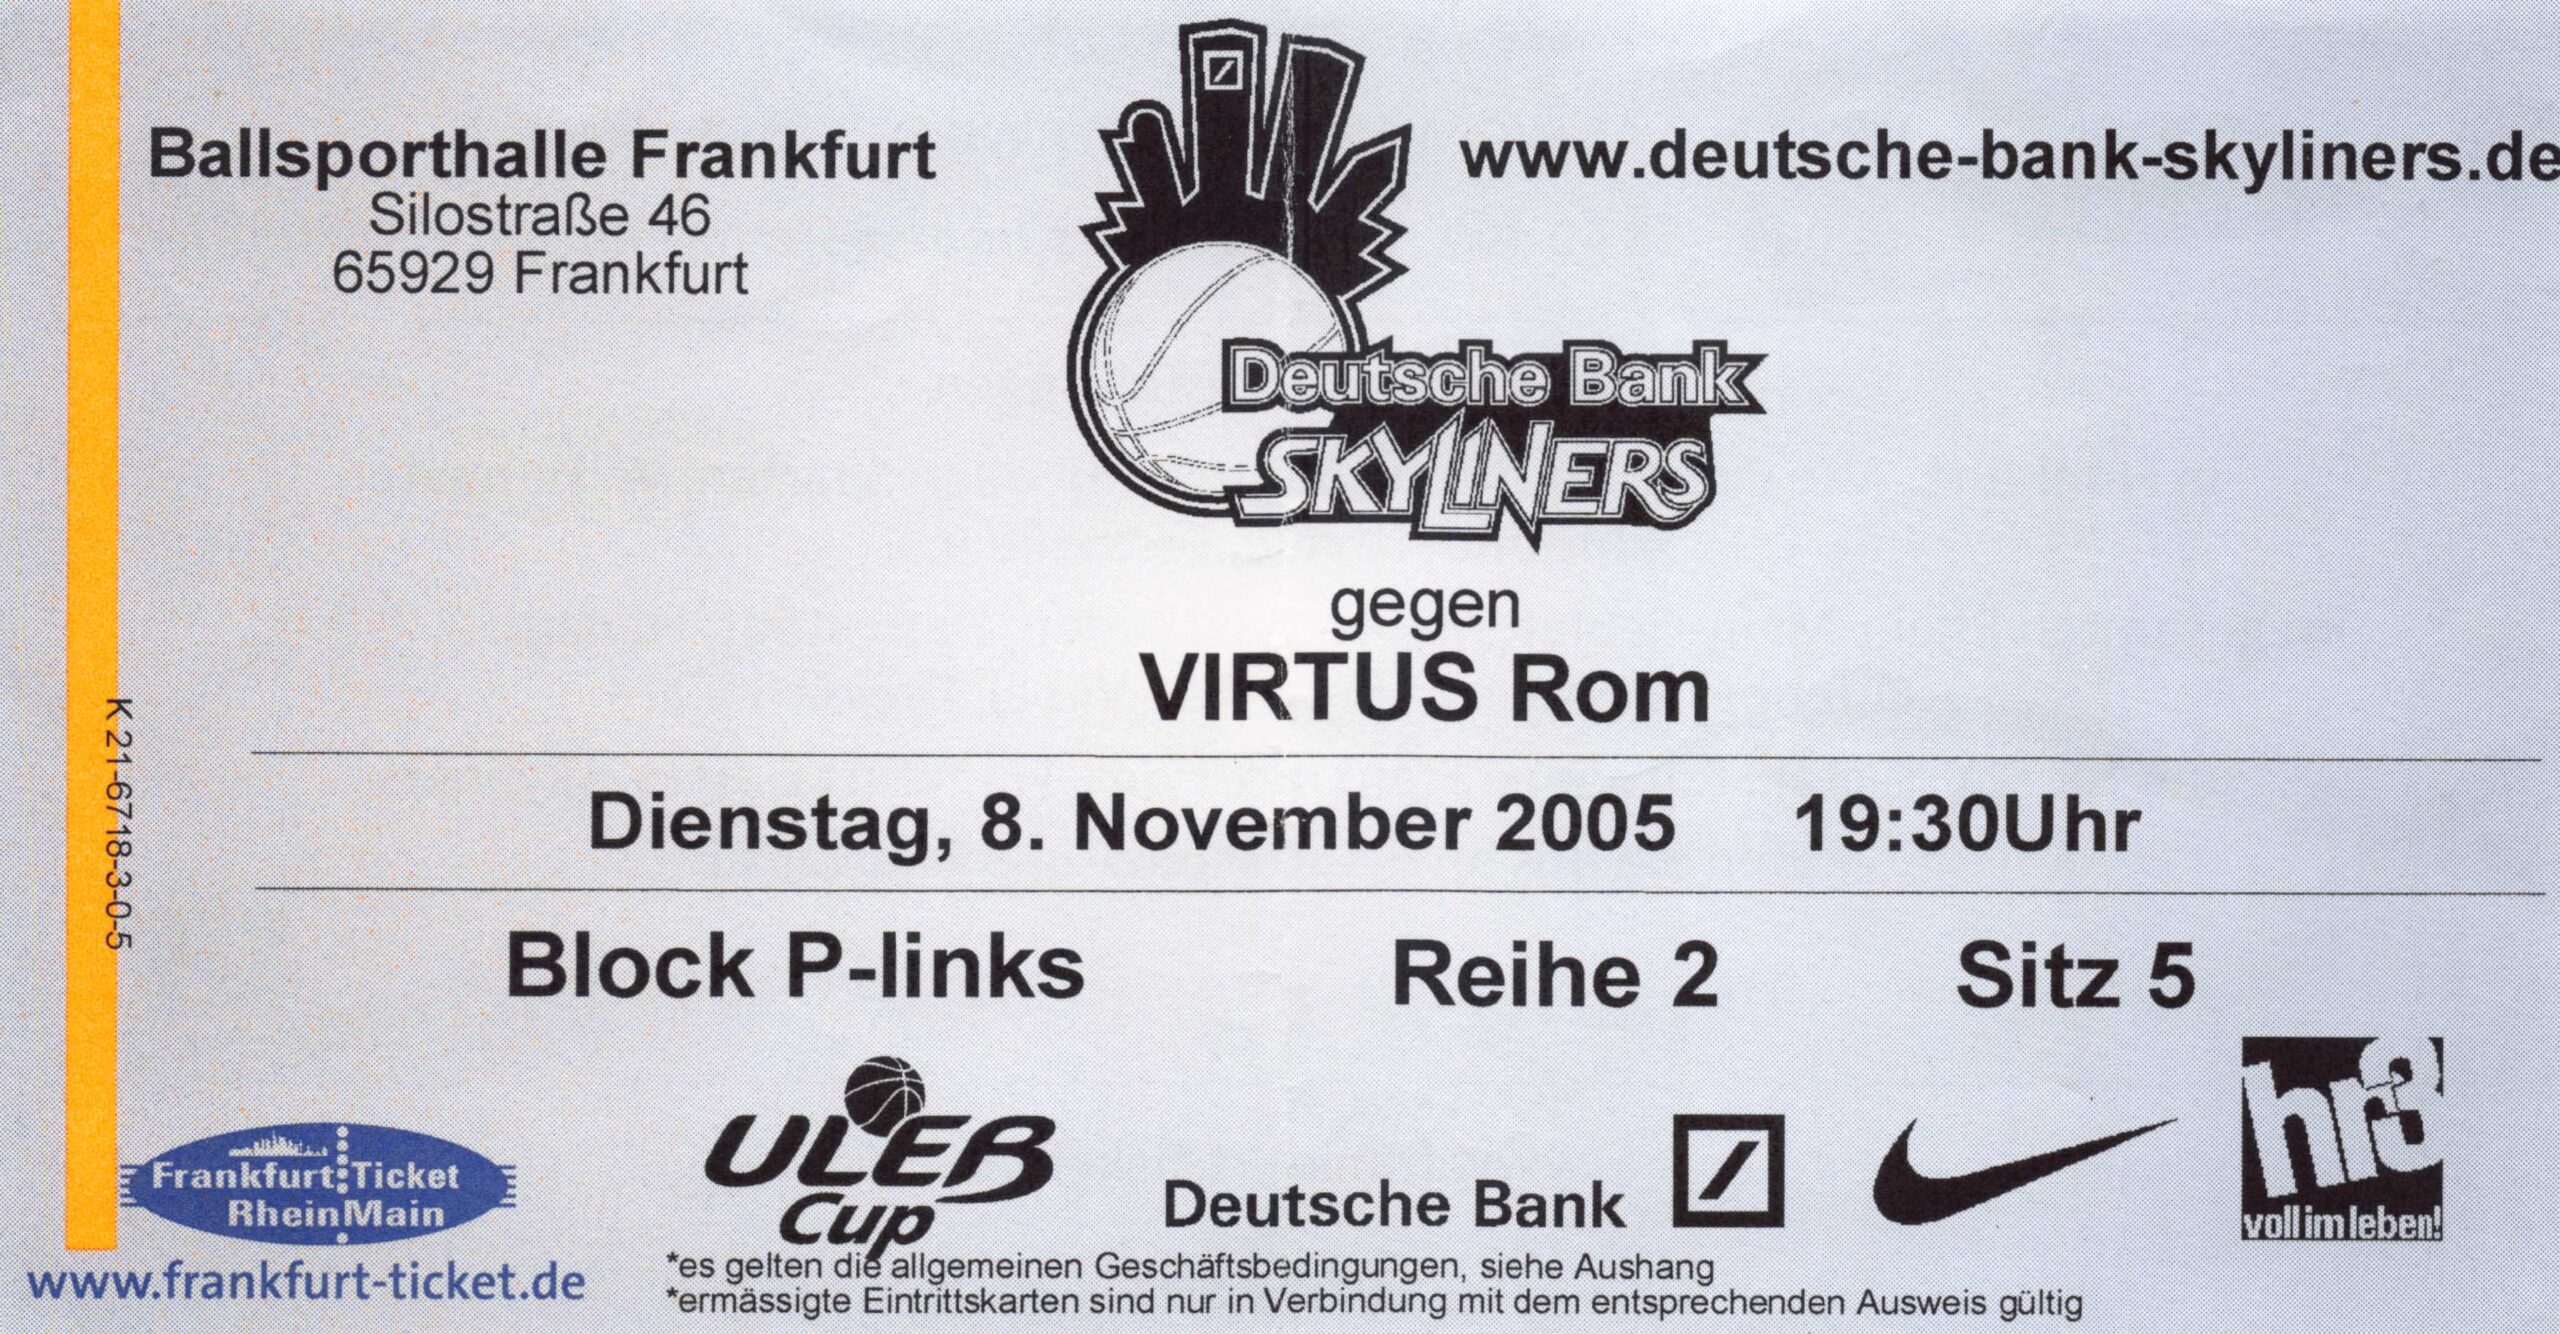 Ballsporthalle Frankfurt
Silostraße 46
65929 Frankfurt
www.deutsche-bank-skyliners.de
Deutsche Bank
SKYLINERS
gegen
VIRTUS Rom
Dienstag, 8. November 2005 19:30Uhr
Block P-links Reihe 2 Sitz 5
K 21-6718-3-0-5
Frankfurt Ticket
RheinMain
www.frankfurt-ticket.de
ULEB
Cup
Deutsche Bank
hr3
voll im leben!
*es gelten die allgemeinen Geschäftsbedingungen, siehe Aushang
*ermässigte Eintrittskarten sind nur in Verbindung mit dem entsprechenden Ausweis gültig